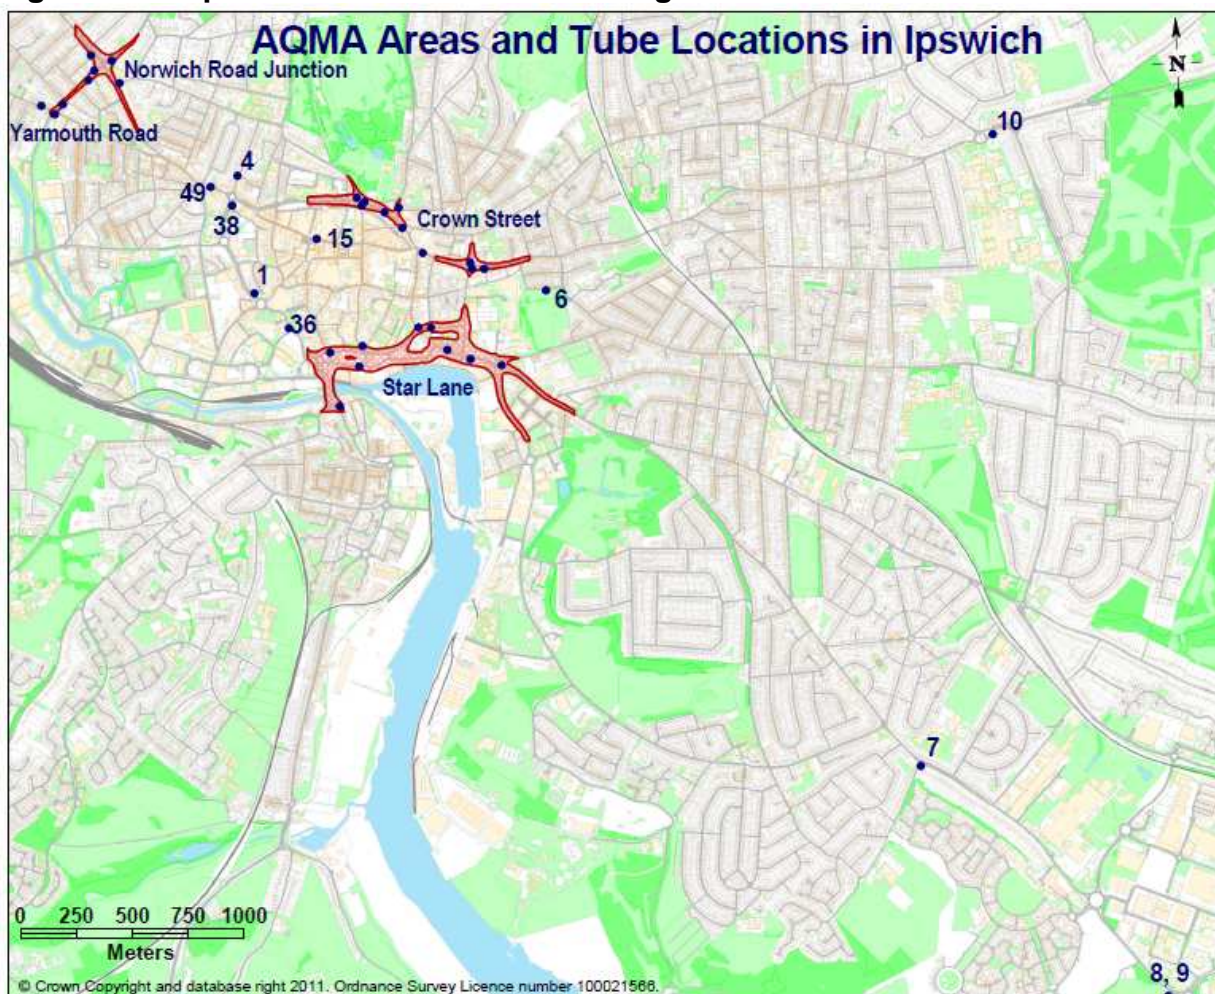 AQMA Areas and Tube Locations in Ipswich
N
Norwich Road Junction
Yarmouth Road
10
4
49
38
Crown Street
15
1
6
36
Star Lane
7
0 250 500 750 1000
Meters
8, 9
© Crown Copyright and database right 2011. Ordnance Survey Licence number 100021566.